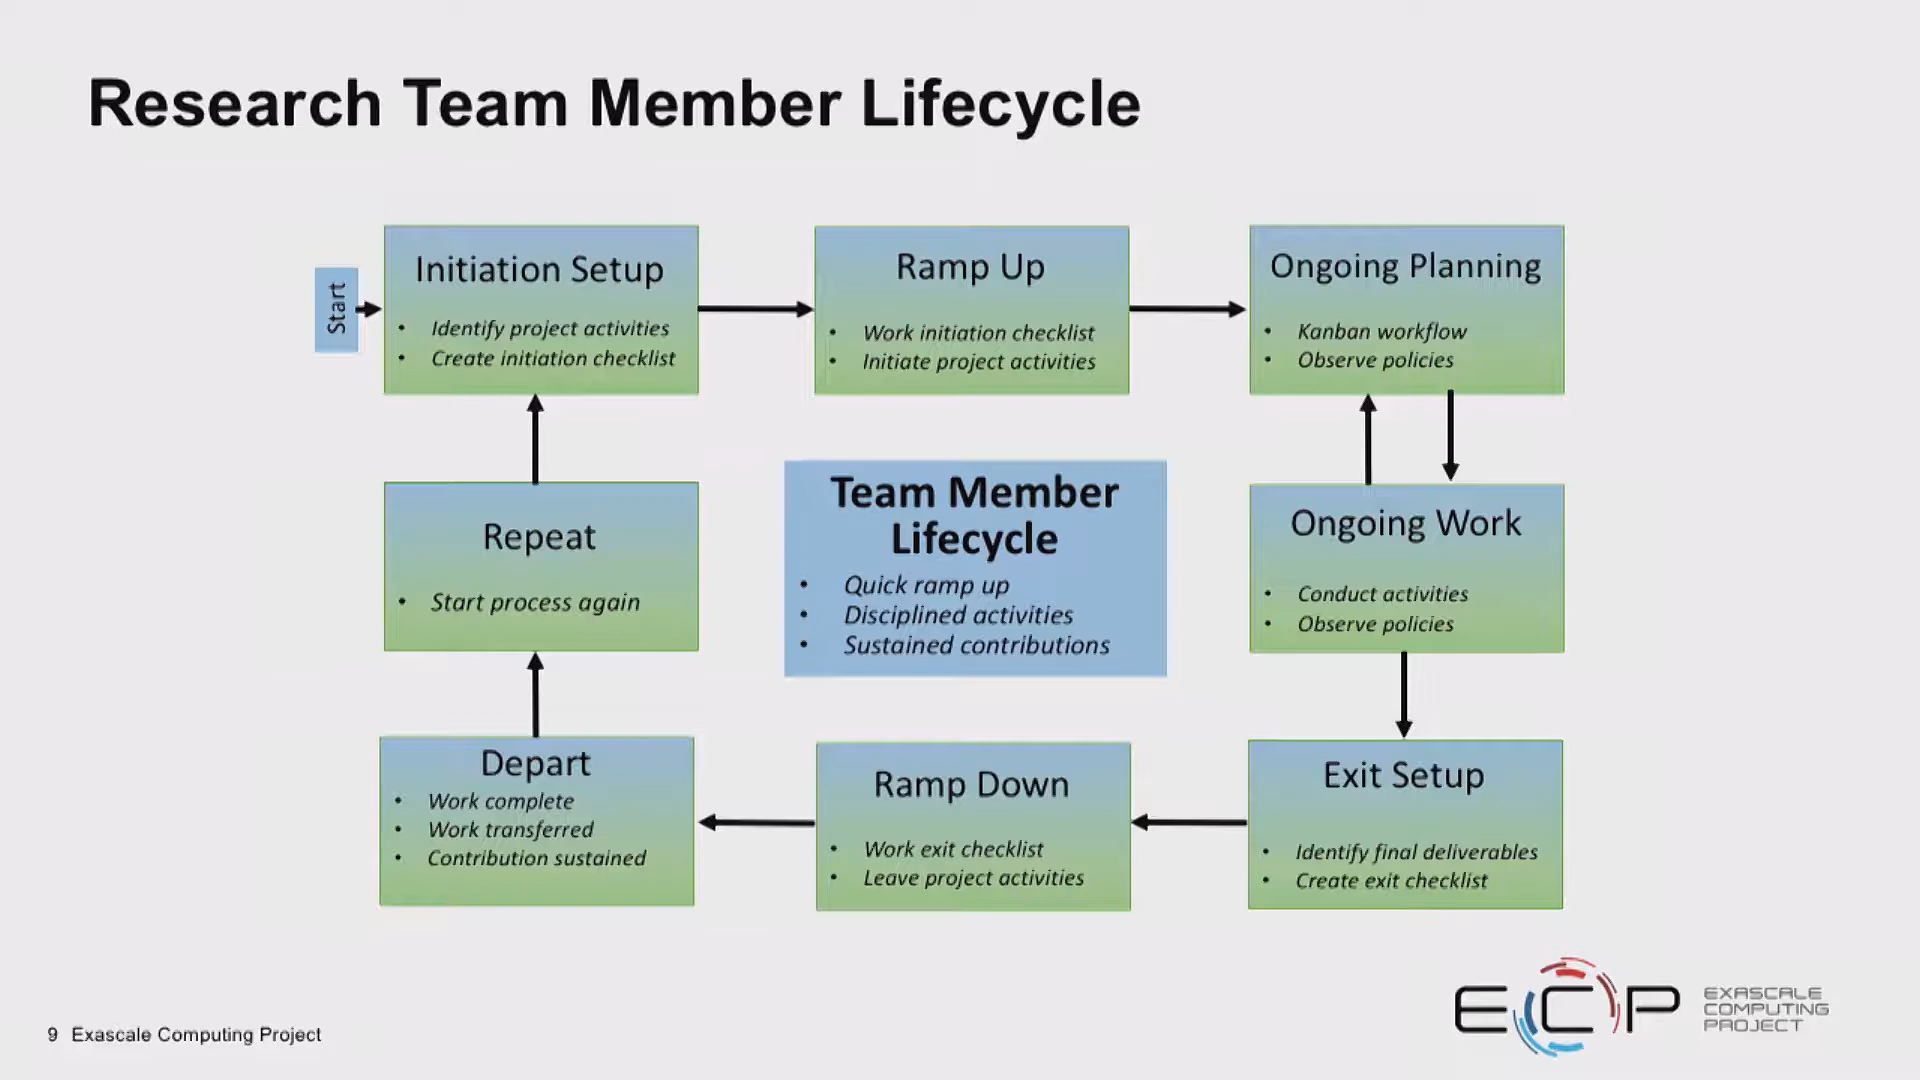 Research Team Member Lifecycle
Start
Initiation Setup
• Identify project activities
• Create initiation checklist
Ramp Up
• Work initiation checklist
• Initiate project activities
Ongoing Planning
• Kanban workflow
• Observe policies
Repeat
• Start process again
Team Member
Lifecycle
• Quick ramp up
• Disciplined activities
• Sustained contributions
Ongoing Work
• Conduct activities
• Observe policies
Depart
• Work complete
• Work transferred
• Contribution sustained
Ramp Down
• Work exit checklist
• Leave project activities
Exit Setup
• Identify final deliverables
• Create exit checklist
9 Exascale Computing Project
ECP
EXASCALE
COMPUTING
PROJECT